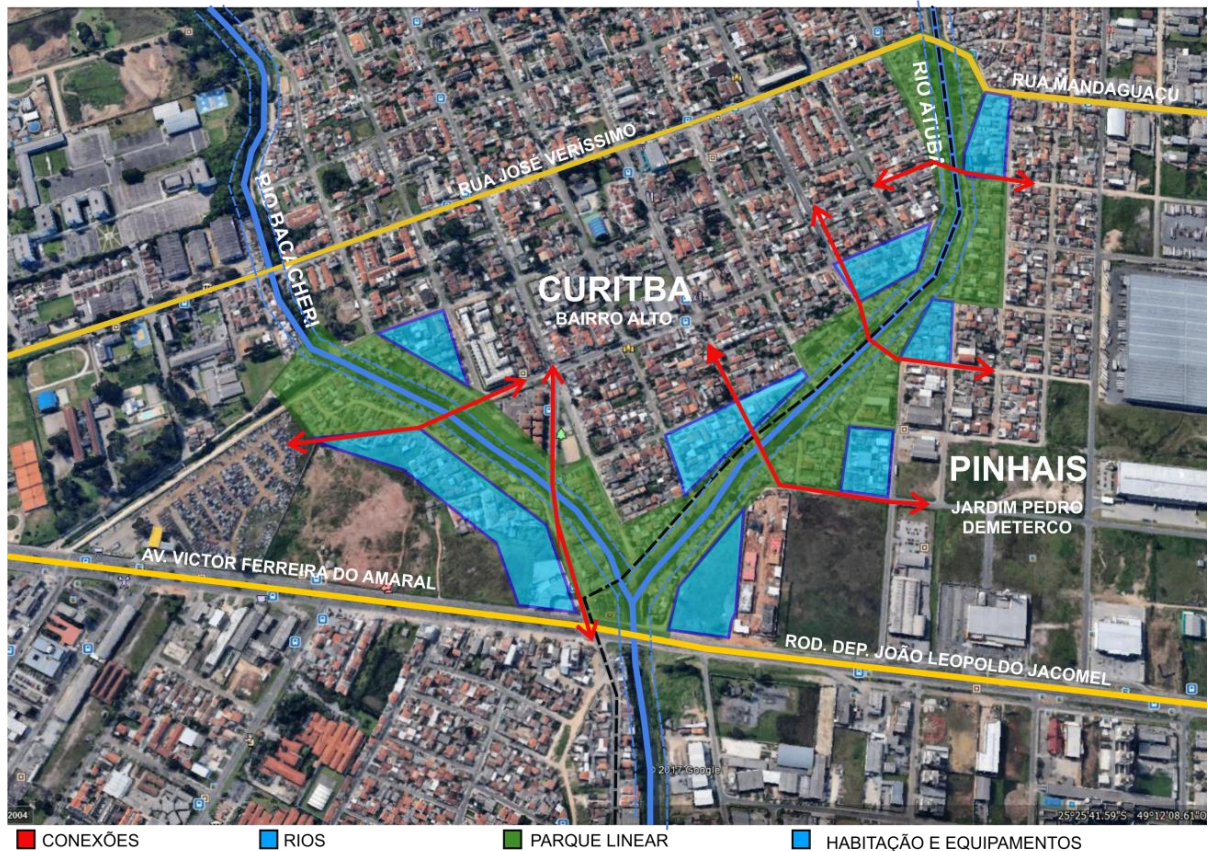 RUA MANDAGUAÇU
RIO ATUBA
RUA JOSÉ VERÍSSIMO
RIO BACACHERI
CURITBA
BAIRRO ALTO
PINHAIS
JARDIM PEDRO
DEMETERCO
AV. VICTOR FERREIRA DO AMARAL
ROD. DEP. JOÃO LEOPOLDO JACOMEL
© 2017 Google
2004
25°25'41.59"S 49°12'08.61"O
CONEXÕES
RIOS
PARQUE LINEAR
HABITAÇÃO E EQUIPAMENTOS